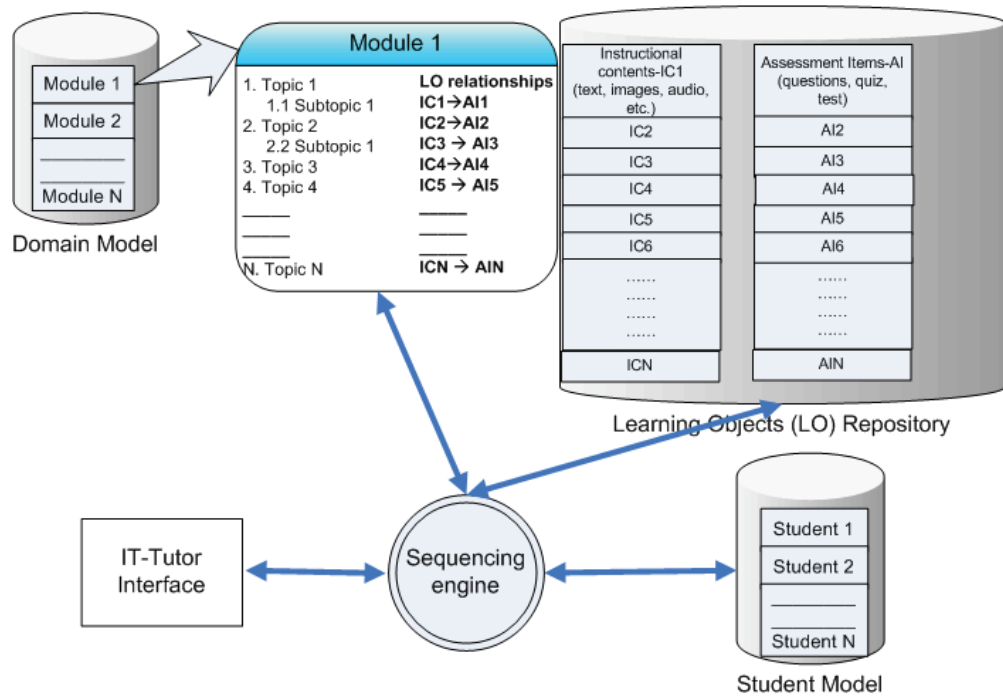 Module 1
Module 2
Module N
Domain Model
Module 1
1. Topic 1
1.1 Subtopic 1
2. Topic 2
2.2 Subtopic 1
3. Topic 3
4. Topic 4
N. Topic N
LO relationships
IC1→AI1
IC2→AI2
IC3 → AI3
IC4→AI4
IC5 → AI5
ICN → AIN
Instructional
contents-IC1
(text, images, audio,
etc.)
IC2
IC3
IC4
IC5
IC6
......
......
......
......
ICN
Assessment Items-AI
(questions, quiz,
test)
AI2
AI3
AI4
AI5
AI6
......
......
......
......
AIN
Learning Objects (LO) Repository
IT-Tutor
Interface
Sequencing
engine
Student 1
Student 2
Student N
Student Model